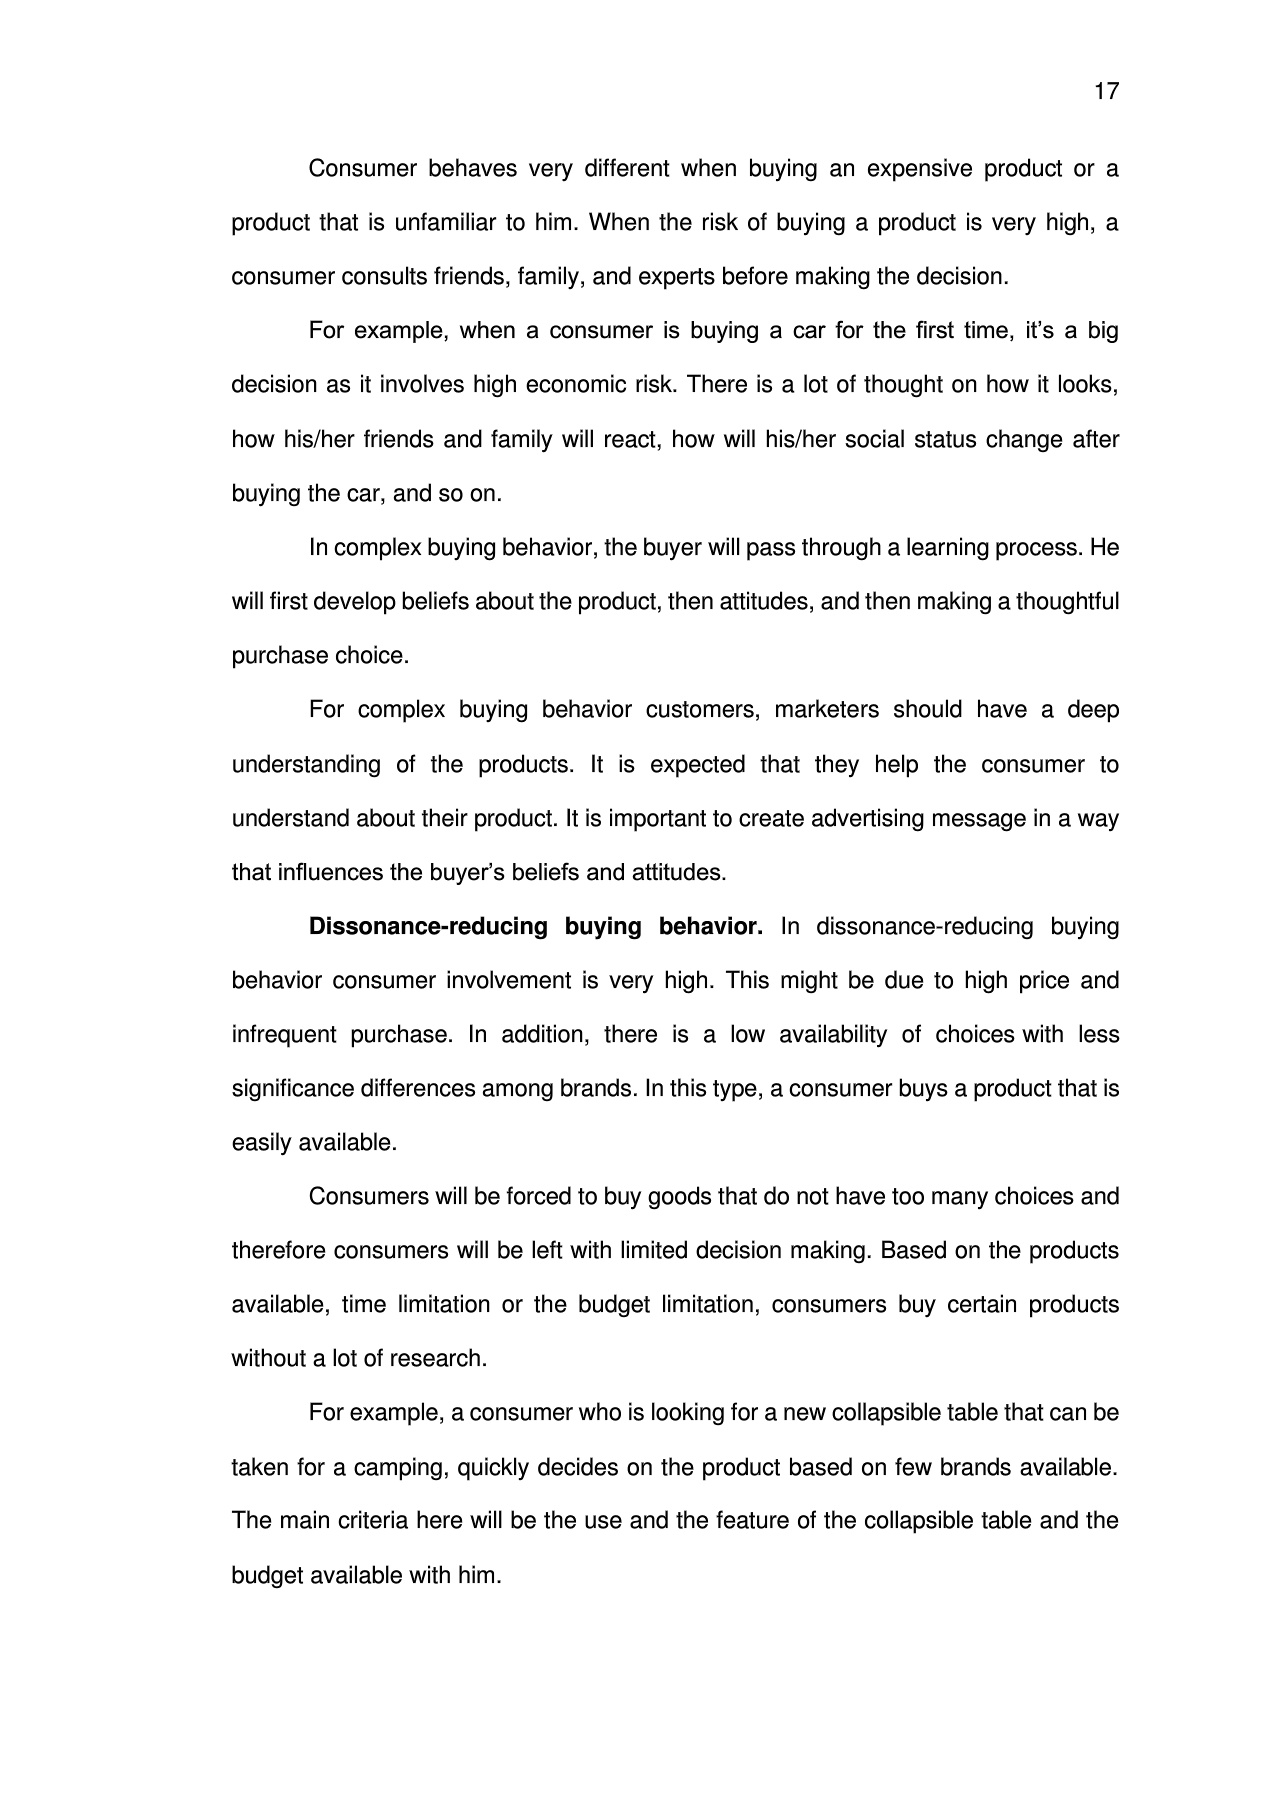 17
Consumer behaves very different when buying an expensive product or a
product that is unfamiliar to him. When the risk of buying a product is very high, a
consumer consults friends, family, and experts before making the decision.
For example, when a consumer is buying a car for the first time, it’s a big
decision as it involves high economic risk. There is a lot of thought on how it looks,
how his/her friends and family will react, how will his/her social status change after
buying the car, and so on.
In complex buying behavior, the buyer will pass through a learning process. He
will first develop beliefs about the product, then attitudes, and then making a thoughtful
purchase choice.
For complex buying behavior customers, marketers should have a deep
understanding of the products. It is expected that they help the consumer to
understand about their product. It is important to create advertising message in a way
that influences the buyer’s beliefs and attitudes.
Dissonance-reducing buying behavior. In dissonance-reducing buying
behavior consumer involvement is very high. This might be due to high price and
infrequent purchase. In addition, there is a low availability of choices with less
significance differences among brands. In this type, a consumer buys a product that is
easily available.
Consumers will be forced to buy goods that do not have too many choices and
therefore consumers will be left with limited decision making. Based on the products
available, time limitation or the budget limitation, consumers buy certain products
without a lot of research.
For example, a consumer who is looking for a new collapsible table that can be
taken for a camping, quickly decides on the product based on few brands available.
The main criteria here will be the use and the feature of the collapsible table and the
budget available with him.